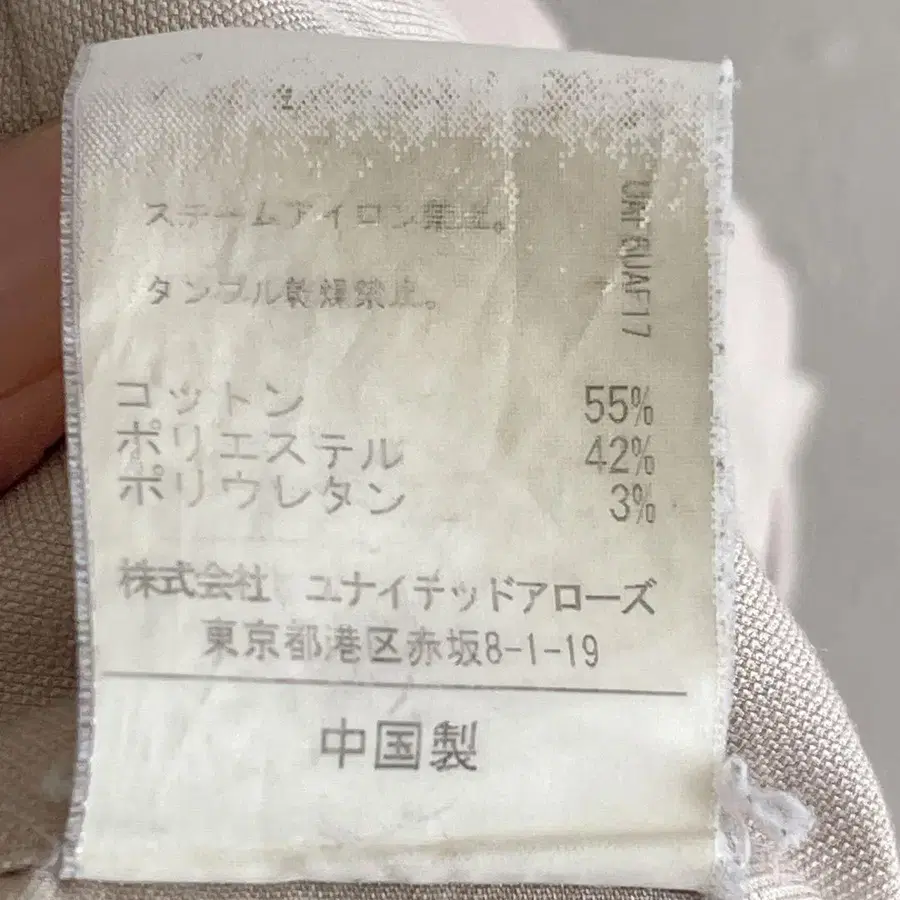 スチームアイロン禁止。
タンブル乾燥禁止。
コットン 55%
ポリエステル 42%
ポリウレタン 3%
株式会社 ユナイテッドアローズ
東京都港区赤坂8-1-19
中国製